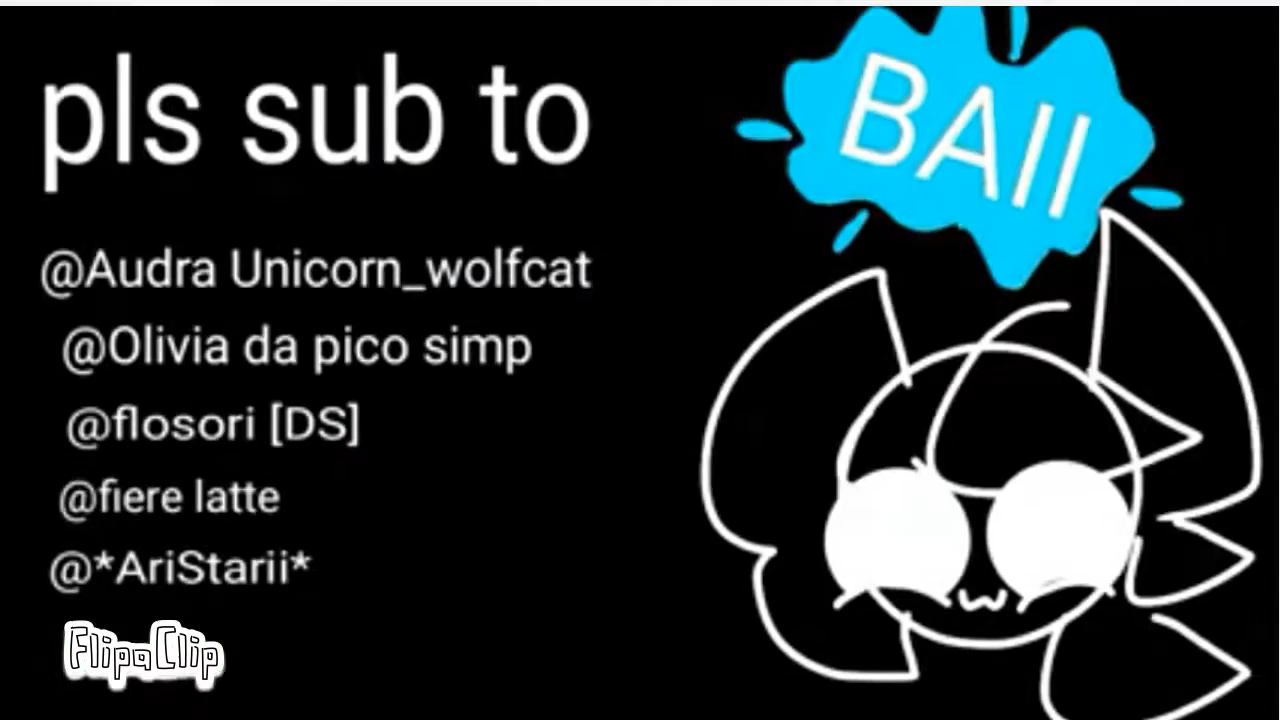 pls sub to
BAII
@Audra Unicorn_wolfcat
@Olivia da pico simp
@flosori [DS]
@fiere latte
@*AriStarii*
FlipaClip